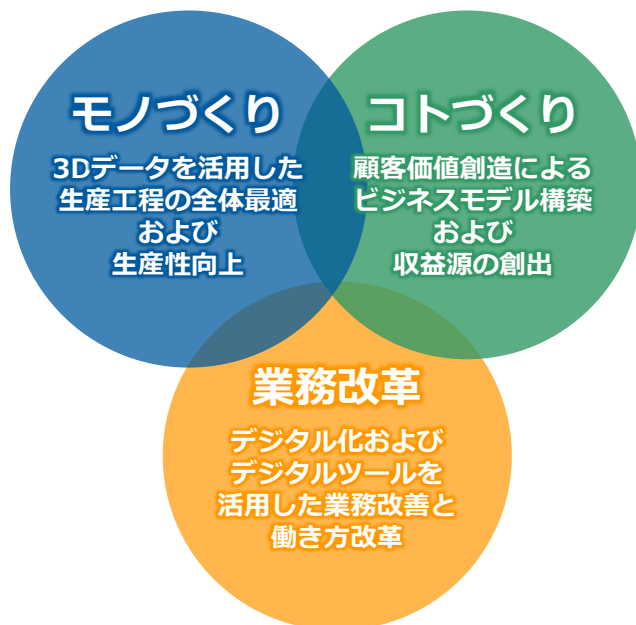 モノづくり
3Dデータを活用した
生産工程の全体最適
および
生産性向上
コトづくり
顧客価値創造による
ビジネスモデル構築
および
収益源の創出
業務改革
デジタル化および
デジタルツールを
活用した業務改善と
働き方改革